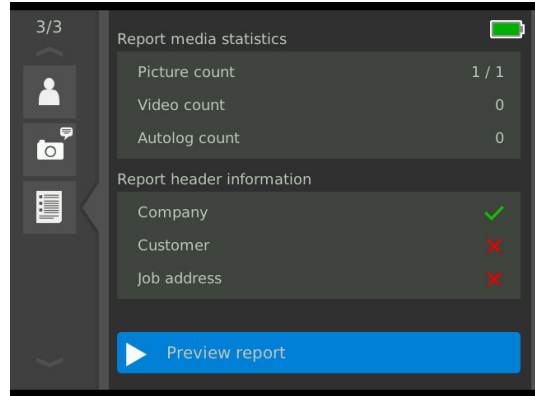 3/3
Report media statistics
Picture count 1 / 1
Video count 0
Autolog count 0
Report header information
Company
Customer
Job address
Preview report